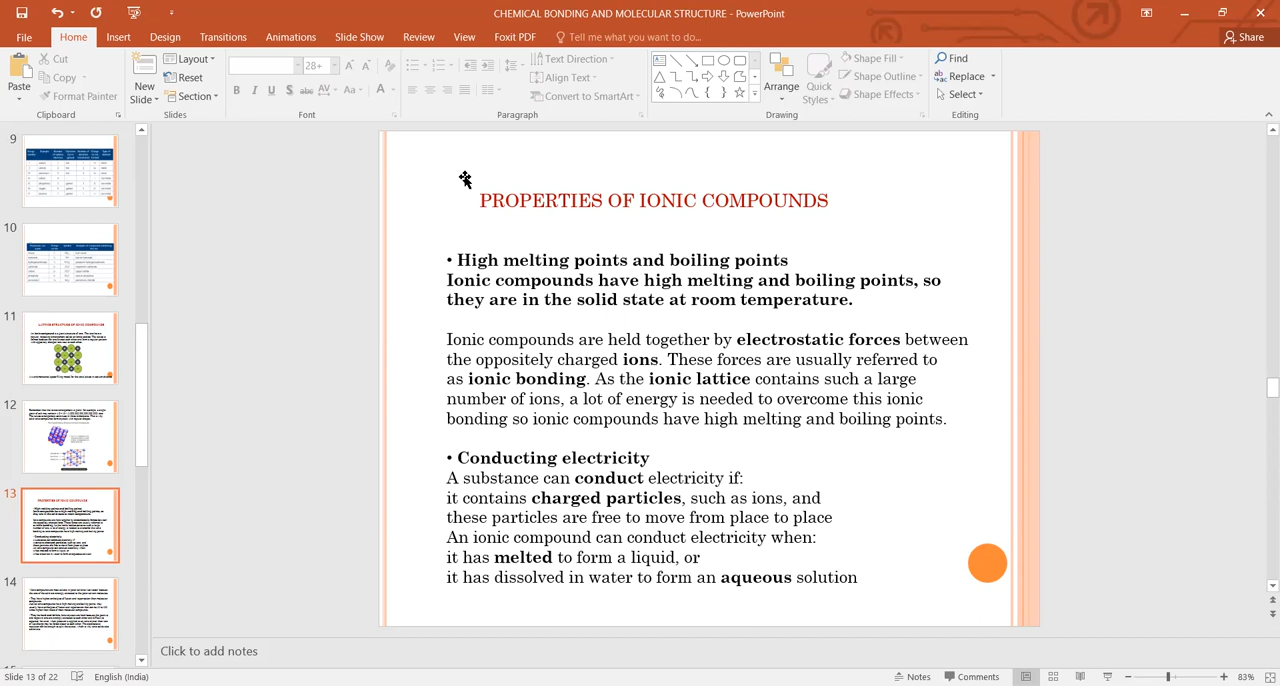 CHEMICAL BONDING AND MOLECULAR STRUCTURE - PowerPoint
File Home Insert Design Transitions Animations Slide Show Review View Foxit PDF Tell me what you want to do... Share
Paste
Cut
Copy
Format Painter
Clipboard
New Slide
Layout
Reset
Section
Slides
28+
B I U S abc AV Aa A
Font
Text Direction
Align Text
Convert to SmartArt
Paragraph
Arrange
Quick Styles
Shape Fill
Shape Outline
Shape Effects
Drawing
Find
Replace
Select
Editing
9
10
11
12
13
14
PROPERTIES OF IONIC COMPOUNDS
• High melting points and boiling points
Ionic compounds have high melting and boiling points, so
they are in the solid state at room temperature.
Ionic compounds are held together by electrostatic forces between
the oppositely charged ions. These forces are usually referred to
as ionic bonding. As the ionic lattice contains such a large
number of ions, a lot of energy is needed to overcome this ionic
bonding so ionic compounds have high melting and boiling points.
• Conducting electricity
A substance can conduct electricity if:
it contains charged particles, such as ions, and
these particles are free to move from place to place
An ionic compound can conduct electricity when:
it has melted to form a liquid, or
it has dissolved in water to form an aqueous solution
Click to add notes
Slide 13 of 22 English (India) Notes Comments 83%